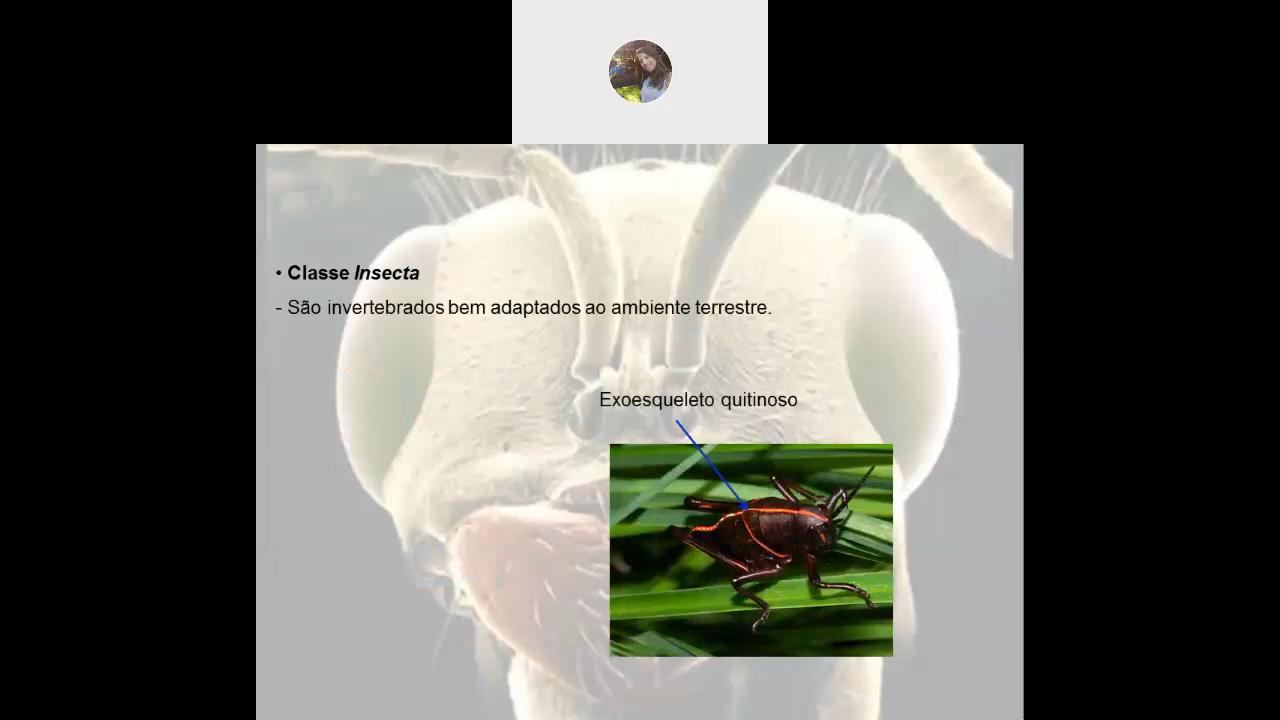 • Classe Insecta
- São invertebrados bem adaptados ao ambiente terrestre.
Exoesqueleto quitinoso